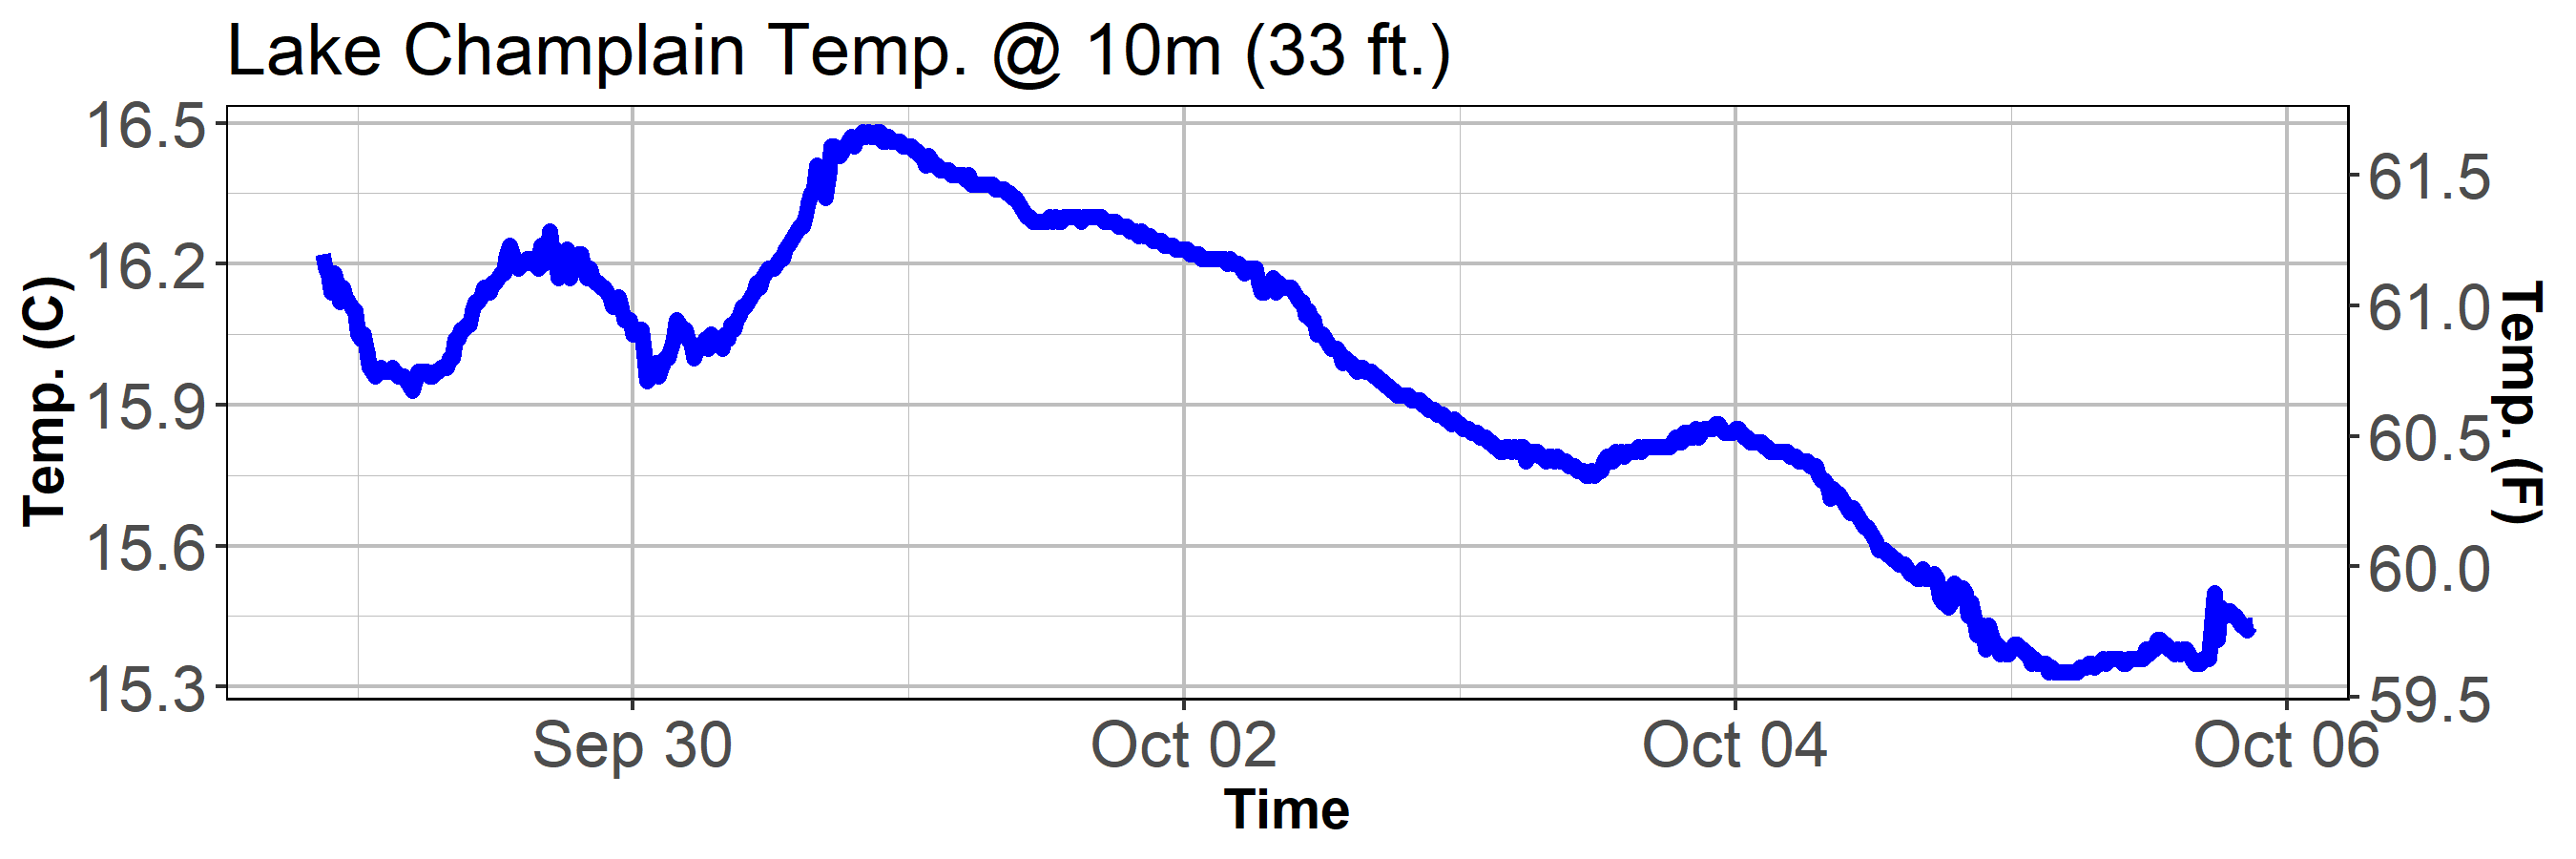 Lake Champlain Temp. @ 10m (33 ft.)
16.5
16.2
15.9
15.6
15.3
Temp. (C)
61.5
61.0
60.5
60.0
59.5
Temp. (F)
Sep 30 Oct 02 Oct 04 Oct 06
Time